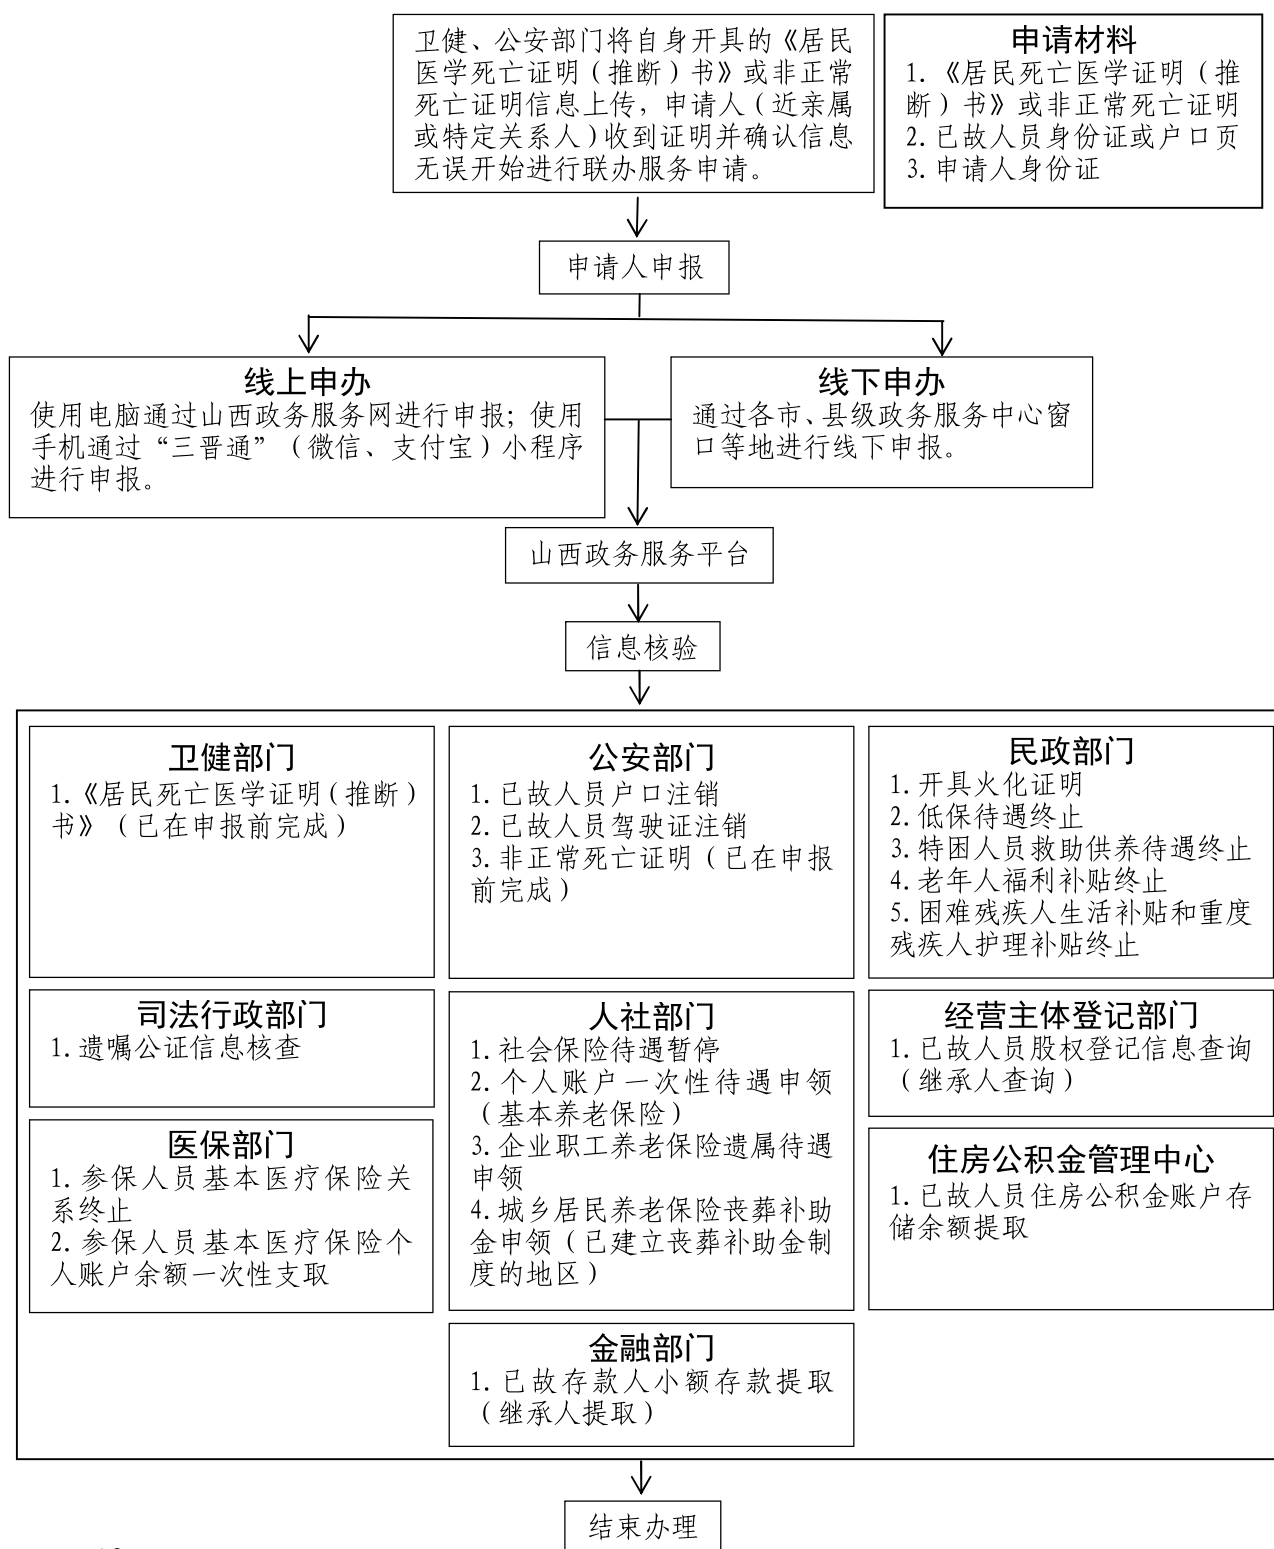 卫健、公安部门将自身开具的《居民
医学死亡证明（推断）书》或非正常
死亡证明信息上传，申请人（近亲属
或特定关系人）收到证明并确认信息
无误开始进行联办服务申请。
申请材料
1.《居民死亡医学证明（推
断）书》或非正常死亡证明
2.已故人员身份证或户口页
3.申请人身份证
申请人申报
线上申办
使用电脑通过山西政务服务网进行申报；使用
手机通过“三晋通”（微信、支付宝）小程序
进行申报。
线下申办
通过各市、县级政务服务中心窗
口等地进行线下申报。
山西政务服务平台
信息核验
卫健部门
1.《居民死亡医学证明（推断）
书》（已在申报前完成）
公安部门
1.已故人员户口注销
2.已故人员驾驶证注销
3.非正常死亡证明（已在申报
前完成）
民政部门
1.开具火化证明
2.低保待遇终止
3.特困人员救助供养待遇终止
4.老年人福利补贴终止
5.困难残疾人生活补贴和重度
残疾人护理补贴终止
司法行政部门
1.遗嘱公证信息核查
人社部门
1.社会保险待遇暂停
2.个人账户一次性待遇申领
（基本养老保险）
3.企业职工养老保险遗属待遇
申领
4.城乡居民养老保险丧葬补助
金申领（已建立丧葬补助金制
度的地区）
经营主体登记部门
1.已故人员股权登记信息查询
（继承人查询）
医保部门
1.参保人员基本医疗保险关
系终止
2.参保人员基本医疗保险个
人账户余额一次性支取
住房公积金管理中心
1.已故人员住房公积金账户存
储余额提取
金融部门
1.已故存款人小额存款提取
（继承人提取）
结束办理